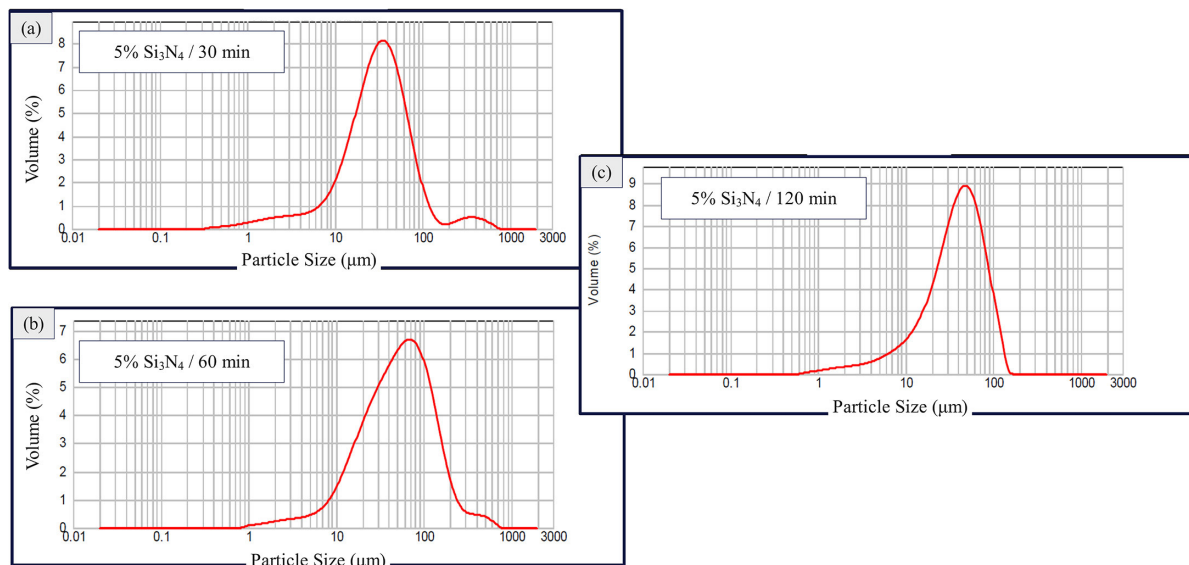 (a)
5% Si₃N₄ / 30 min
Volume (%)
8
7
6
5
4
3
2
1
0
0.01 0.1 1 10 100 1000 3000
Particle Size (μm)
(b)
5% Si₃N₄ / 60 min
Volume (%)
7
6
5
4
3
2
1
0
0.01 0.1 1 10 100 1000 3000
Particle Size (μm)
(c)
5% Si₃N₄ / 120 min
Volume (%)
9
8
7
6
5
4
3
2
1
0
0.01 0.1 1 10 100 1000 3000
Particle Size (μm)